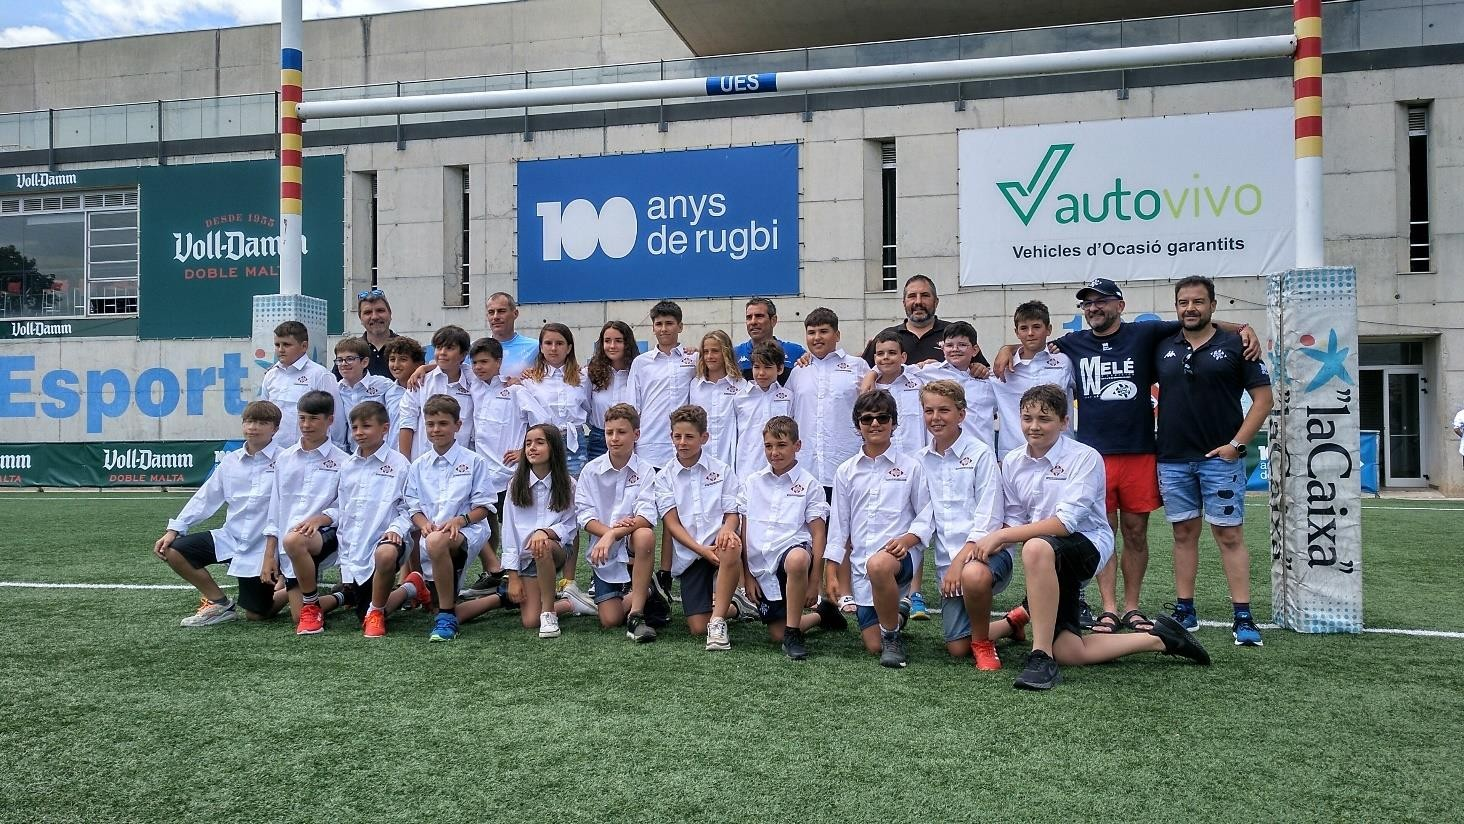 UES
Voll-Damm
DESDE 1955
Voll-Damm
DOBLE MALTA
Voll-Damm
100 anys
de rugbi
autovivo
Vehicles d'Ocasió garantits
Esport
Voll-Damm
DOBLE MALTA
MELÉ
"laCaixa"